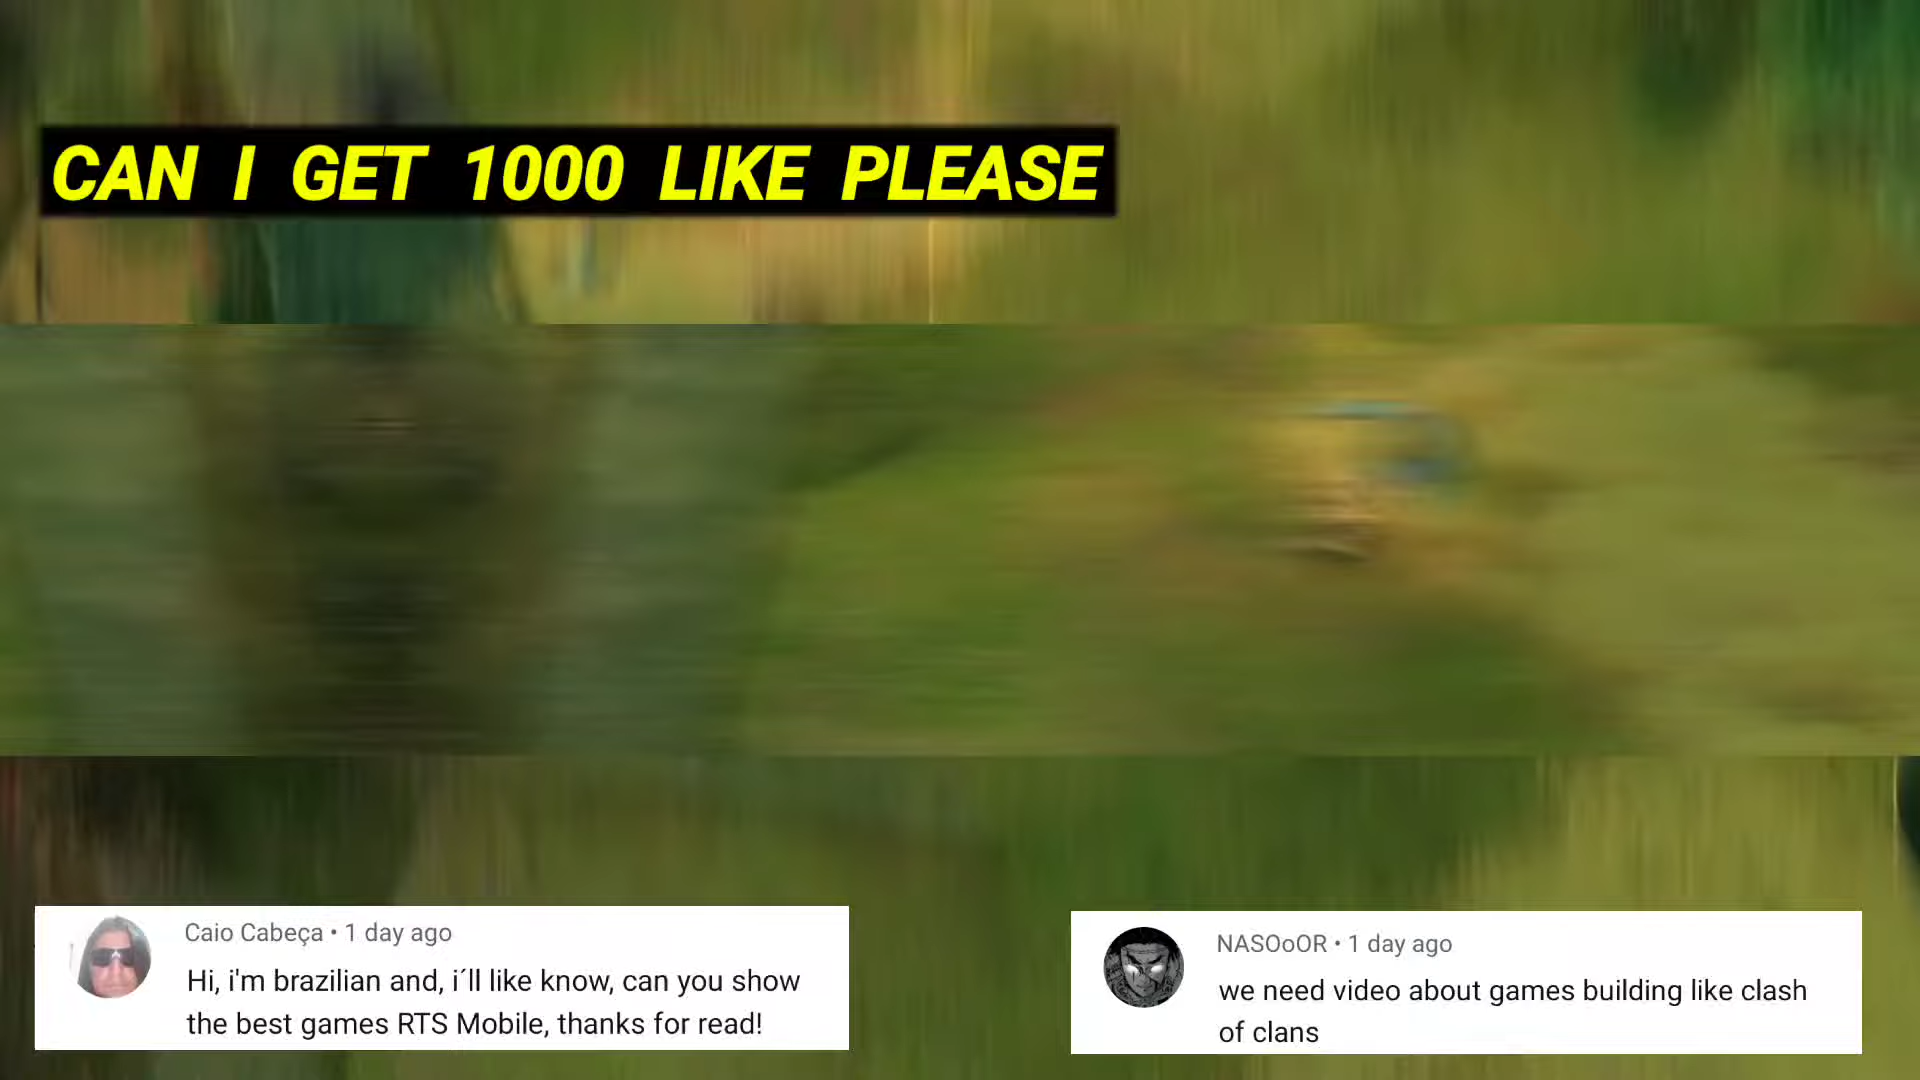 CAN I GET 1000 LIKE PLEASE
Caio Cabeça • 1 day ago
Hi, i'm brazilian and, i´ll like know, can you show
the best games RTS Mobile, thanks for read!
NASOoOR • 1 day ago
we need video about games building like clash
of clans